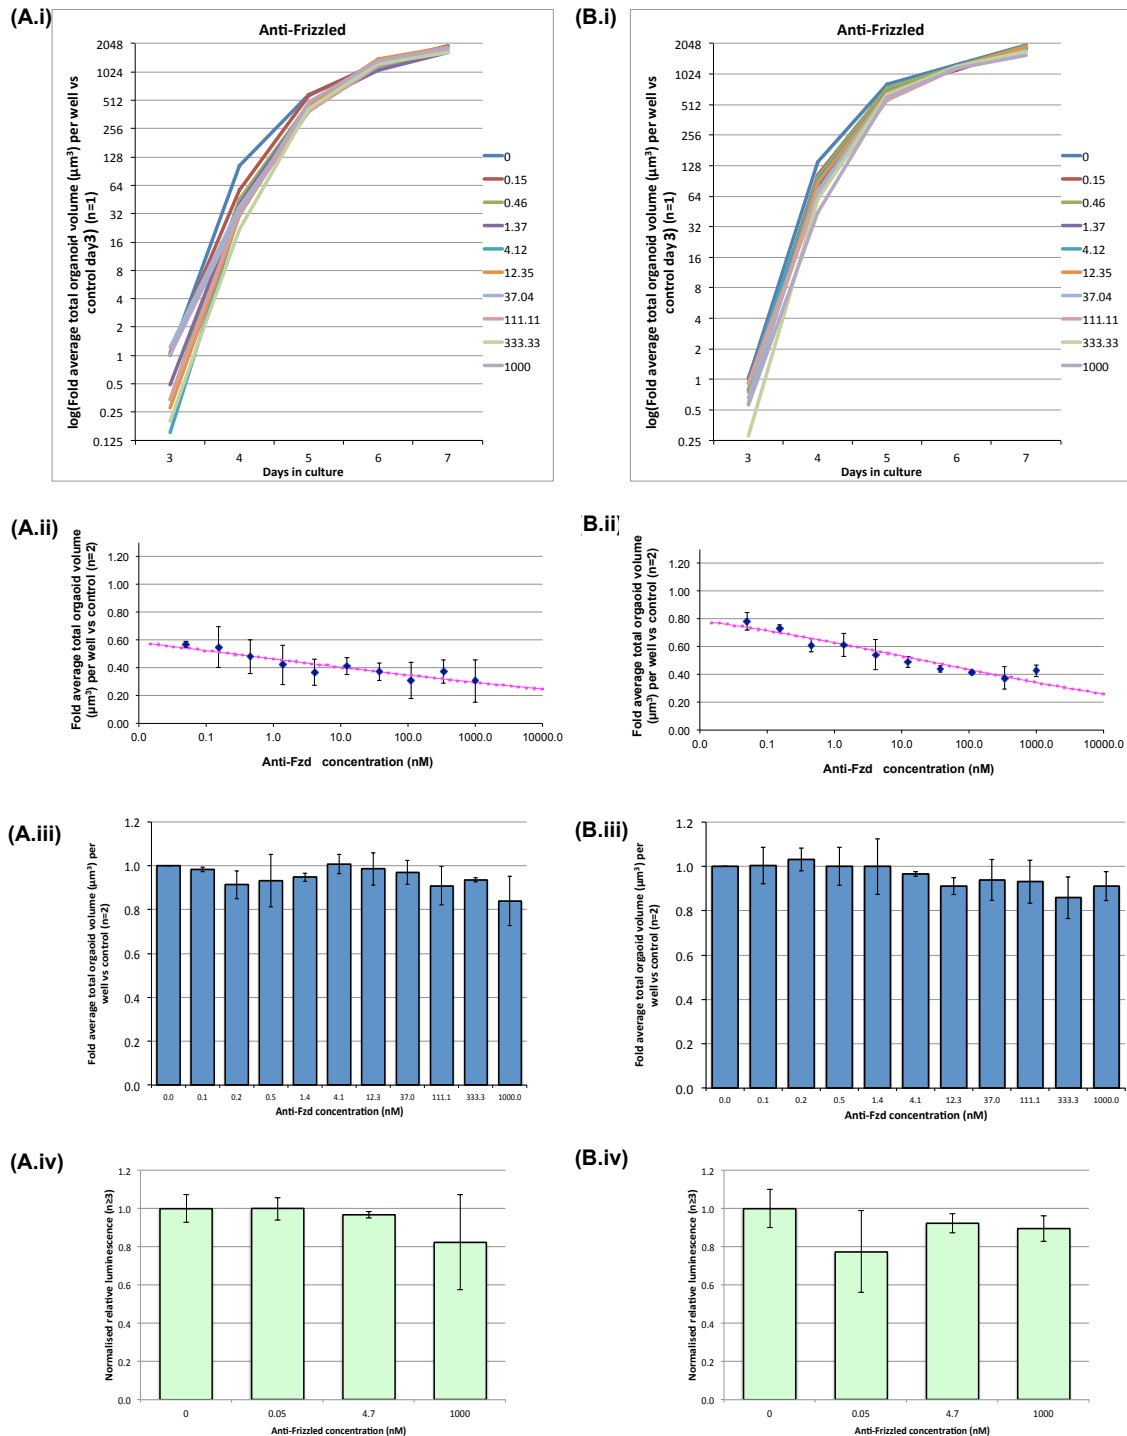 (A.i)
Anti-Frizzled
log(Fold average total organoid volume (µm³) per well vs
control day3) (n=1)
2048
1024
512
256
128
64
32
16
8
4
2
1
0.5
0.25
0.125
3 4 5 6 7
Days in culture
0
0.15
0.46
1.37
4.12
12.35
37.04
111.11
333.33
1000
(B.i)
Anti-Frizzled
log(Fold average total organoid volume (µm³) per well vs
control day 3) (n=1)
2048
1024
512
256
128
64
32
16
8
4
2
1
0.5
0.25
3 4 5 6 7
Days in culture
0
0.15
0.46
1.37
4.12
12.35
37.04
111.11
333.33
1000
(A.ii)
Fold average total orgaoid volume
(µm³) per well vs control (n=2)
1.20
1.00
0.80
0.60
0.40
0.20
0.00
0.0 0.1 1.0 10.0 100.0 1000.0 10000.0
Anti-Fzd concentration (nM)
B.ii)
Fold average total orgaoid volume
(µm³) per well vs control (n=2)
1.20
1.00
0.80
0.60
0.40
0.20
0.00
0.0 0.1 1.0 10.0 100.0 1000.0 10000.0
Anti-Fzd concentration (nM)
(A.iii)
Fold average total orgaoid volume (µm³) per
well vs control (n=2)
1.2
1.0
0.8
0.6
0.4
0.2
0.0
0.0 0.1 0.2 0.5 1.4 4.1 12.3 37.0 111.1 333.3 1000.0
Anti-Fzd concentration (nM)
(B.iii)
Fold average total orgaoid volume (µm³) per
well vs control (n=2)
1.2
1.0
0.8
0.6
0.4
0.2
0.0
0.0 0.1 0.2 0.5 1.4 4.1 12.3 37.0 111.1 333.3 1000.0
Anti-Fzd concentration (nM)
(A.iv)
Normalised relative luminescence (n≥3)
1.2
1.0
0.8
0.6
0.4
0.2
0.0
0 0.05 4.7 1000
Anti-Frizzled concentration (nM)
(B.iv)
Normalised relative luminescence (n≥3)
1.2
1.0
0.8
0.6
0.4
0.2
0.0
0 0.05 4.7 1000
Anti-Frizzled concentration (nM)